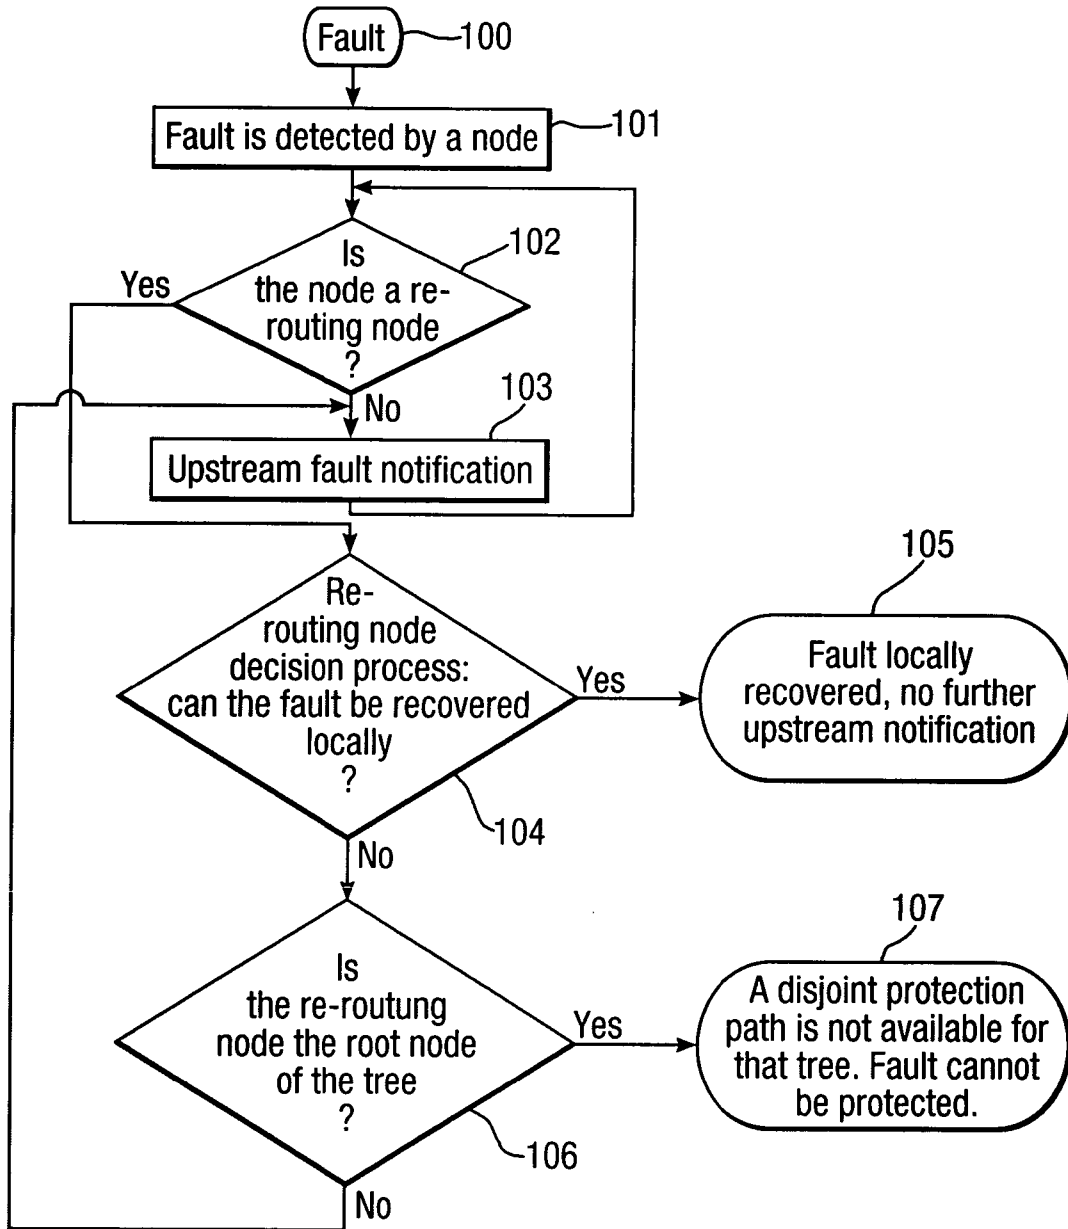 Fault
100
Fault is detected by a node
101
102
Is
the node a re-
routing node
?
Yes
No
103
Upstream fault notification
Re-
routing node
decision process:
can the fault be recovered
locally
?
Yes
104
No
105
Fault locally
recovered, no further
upstream notification
Is
the re-routung
node the root node
of the tree
?
Yes
106
No
107
A disjoint protection
path is not available for
that tree. Fault cannot
be protected.